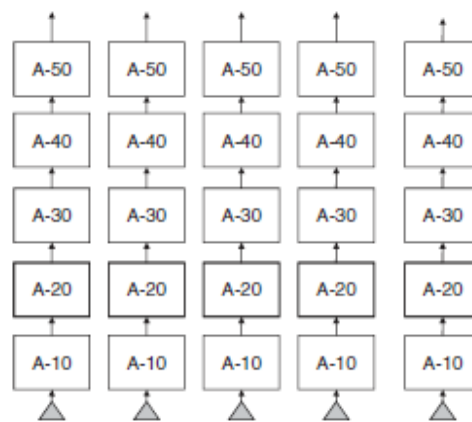 A-50 A-50 A-50 A-50 A-50
A-40 A-40 A-40 A-40 A-40
A-30 A-30 A-30 A-30 A-30
A-20 A-20 A-20 A-20 A-20
A-10 A-10 A-10 A-10 A-10